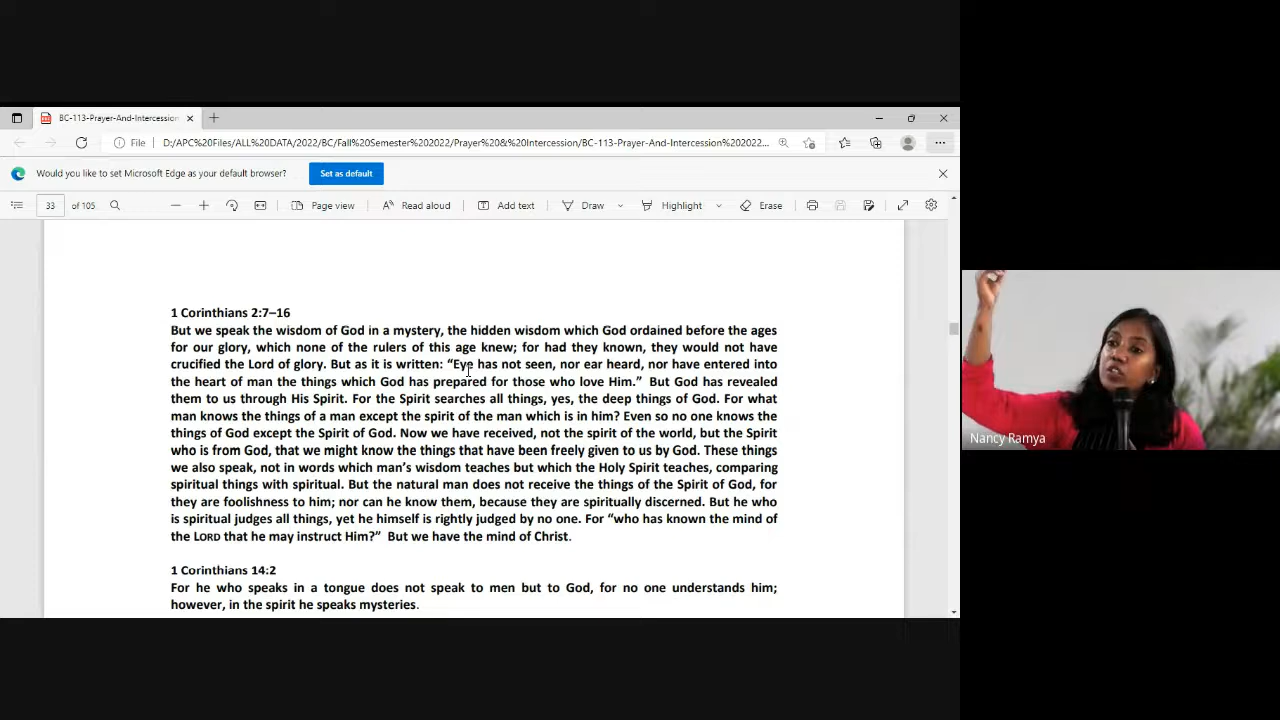 BC-113-Prayer-And-Intercession
File
D:/APC%20Files/ALL%20DATA/2022/BC/Fall%20Semester%202022/Prayer%20&%20Intercession/BC-113-Prayer-And-Intercession%202022...
Would you like to set Microsoft Edge as your default browser?
Set as default
33 of 105
Page view
Read aloud
Add text
Draw
Highlight
Erase
1 Corinthians 2:7–16
But we speak the wisdom of God in a mystery, the hidden wisdom which God ordained before the ages
for our glory, which none of the rulers of this age knew; for had they known, they would not have
crucified the Lord of glory. But as it is written: “Eye has not seen, nor ear heard, nor have entered into
the heart of man the things which God has prepared for those who love Him.” But God has revealed
them to us through His Spirit. For the Spirit searches all things, yes, the deep things of God. For what
man knows the things of a man except the spirit of the man which is in him? Even so no one knows the
things of God except the Spirit of God. Now we have received, not the spirit of the world, but the Spirit
who is from God, that we might know the things that have been freely given to us by God. These things
we also speak, not in words which man’s wisdom teaches but which the Holy Spirit teaches, comparing
spiritual things with spiritual. But the natural man does not receive the things of the Spirit of God, for
they are foolishness to him; nor can he know them, because they are spiritually discerned. But he who
is spiritual judges all things, yet he himself is rightly judged by no one. For “who has known the mind of
the LORD that he may instruct Him?” But we have the mind of Christ.
1 Corinthians 14:2
For he who speaks in a tongue does not speak to men but to God, for no one understands him;
however, in the spirit he speaks mysteries.
Nancy Ramya